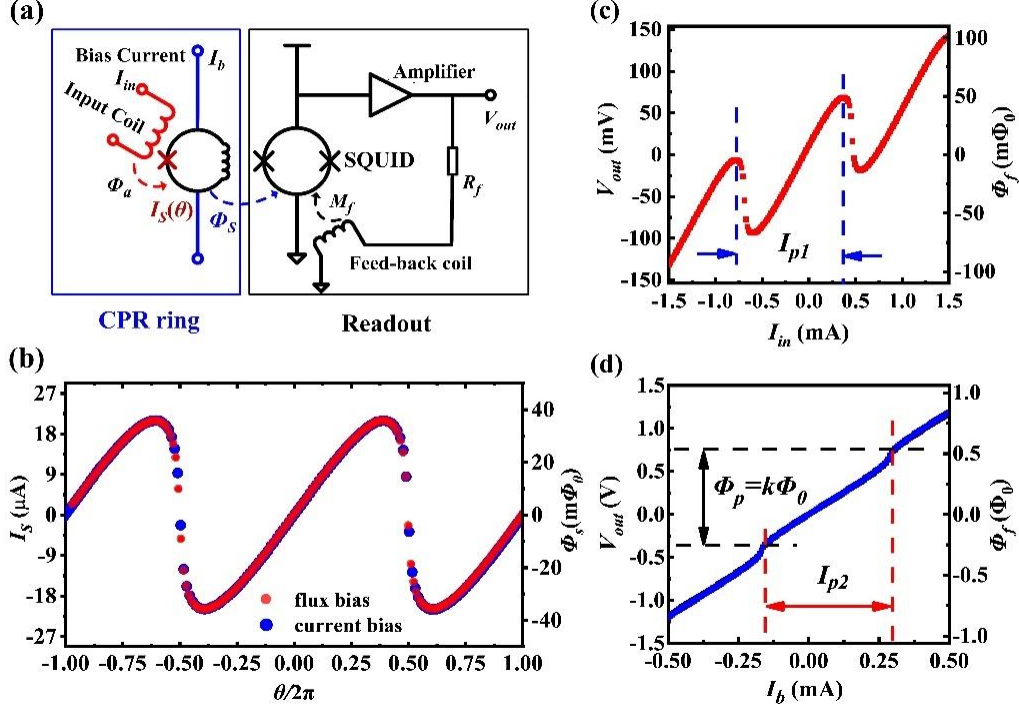 (a)
Bias Current
I_b
I_in
Input Coil
Φ_a
I_S(θ)
Φ_S
CPR ring
Amplifier
V_out
SQUID
R_f
M_f
Feed-back coil
Readout
(b)
27
18
9
0
-9
-18
-27
I_S (μA)
40
20
0
-20
-40
Φ_s(mΦ_0)
flux bias
current bias
-1.00 -0.75 -0.50 -0.25 0.00 0.25 0.50 0.75 1.00
θ/2π
(c)
150
100
50
0
-50
-100
-150
V_out (mV)
100
50
0
-50
-100
Φ_f (mΦ_0)
I_p1
-1.5 -1.0 -0.5 0.0 0.5 1.0 1.5
I_in (mA)
(d)
1.5
1.0
0.5
0.0
-0.5
-1.0
-1.5
V_out (V)
1.0
0.5
0.0
-0.5
-1.0
Φ_f (Φ_0)
Φ_p=kΦ_0
I_p2
-0.50 -0.25 0.00 0.25 0.50
I_b (mA)